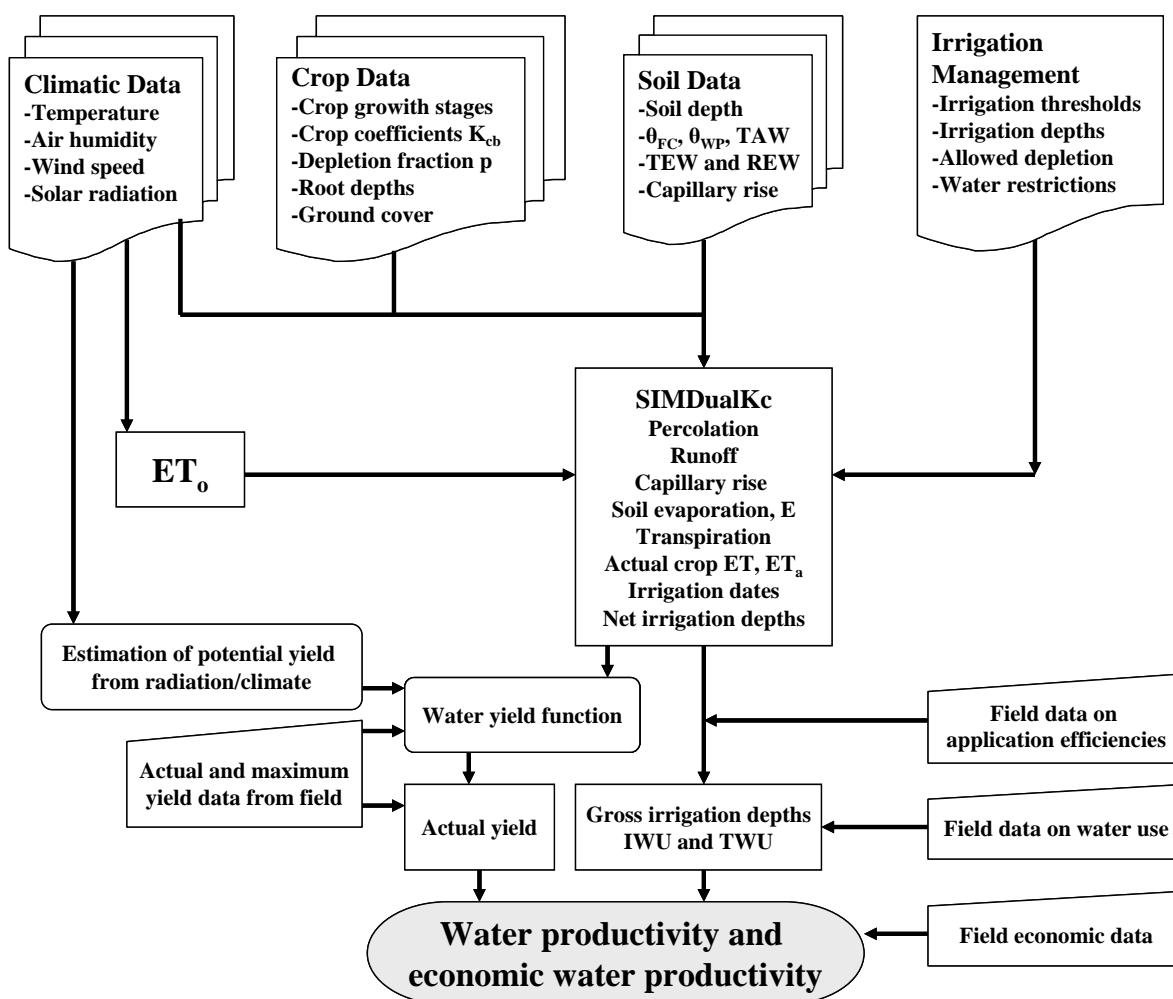 Climatic Data
-Temperature
-Air humidity
-Wind speed
-Solar radiation
Crop Data
-Crop growth stages
-Crop coefficients Kcb
-Depletion fraction p
-Root depths
-Ground cover
Soil Data
-Soil depth
-θFC, θWP, TAW
-TEW and REW
-Capillary rise
Irrigation
Management
-Irrigation thresholds
-Irrigation depths
-Allowed depletion
-Water restrictions
ETo
SIMDualKc
Percolation
Runoff
Capillary rise
Soil evaporation, E
Transpiration
Actual crop ET, ETa
Irrigation dates
Net irrigation depths
Estimation of potential yield
from radiation/climate
Water yield function
Field data on
application efficiencies
Actual and maximum
yield data from field
Actual yield
Gross irrigation depths
IWU and TWU
Field data on water use
Water productivity and
economic water productivity
Field economic data